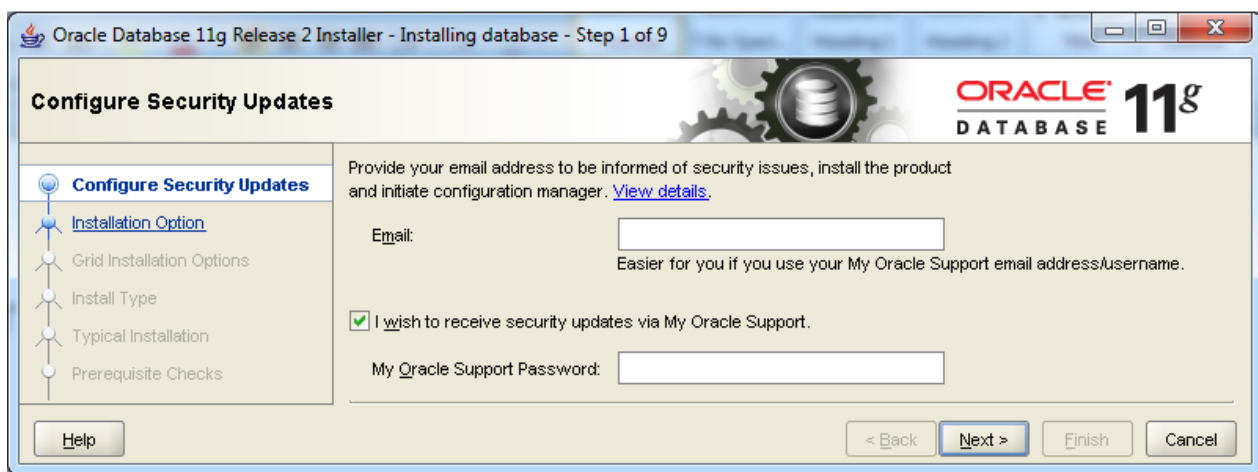 Oracle Database 11g Release 2 Installer - Installing database - Step 1 of 9
Configure Security Updates
ORACLE
DATABASE
11g
Configure Security Updates
Installation Option
Grid Installation Options
Install Type
Typical Installation
Prerequisite Checks
Provide your email address to be informed of security issues, install the product
and initiate configuration manager. View details.
Email:
Easier for you if you use your My Oracle Support email address/username.
I wish to receive security updates via My Oracle Support.
My Oracle Support Password:
Help
< Back
Next >
Finish
Cancel